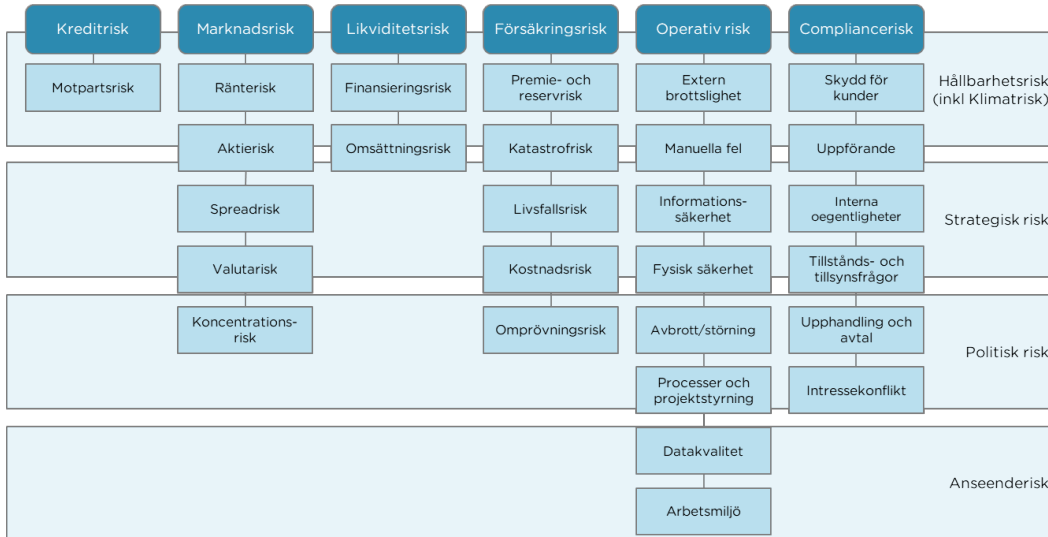 Kreditrisk
Marknadsrisk
Likviditetsrisk
Försäkringsrisk
Operativ risk
Compliancerisk
Motpartsrisk
Ränterisk
Finansieringsrisk
Premie- och
reservrisk
Extern
brottslighet
Skydd för
kunder
Hållbarhetsrisk
(inkl Klimatrisk)
Aktierisk
Omsättningsrisk
Katastrofrisk
Manuella fel
Uppförande
Spreadrisk
Livsfallsrisk
Informations-
säkerhet
Interna
oegentligheter
Strategisk risk
Valutarisk
Kostnadsrisk
Fysisk säkerhet
Tillstånds- och
tillsynsfrågor
Koncentrations-
risk
Omprövningsrisk
Avbrott/störning
Upphandling och
avtal
Politisk risk
Processer och
projektstyrning
Intressekonflikt
Datakvalitet
Anseenderisk
Arbetsmiljö